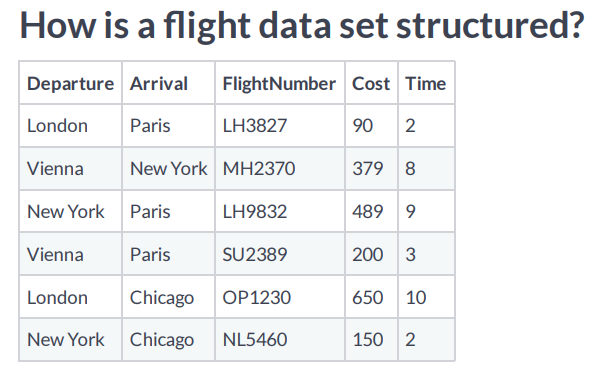 How is a flight data set structured?
Departure Arrival FlightNumber Cost Time
London Paris LH3827 90 2
Vienna New York MH2370 379 8
New York Paris LH9832 489 9
Vienna Paris SU2389 200 3
London Chicago OP1230 650 10
New York Chicago NL5460 150 2